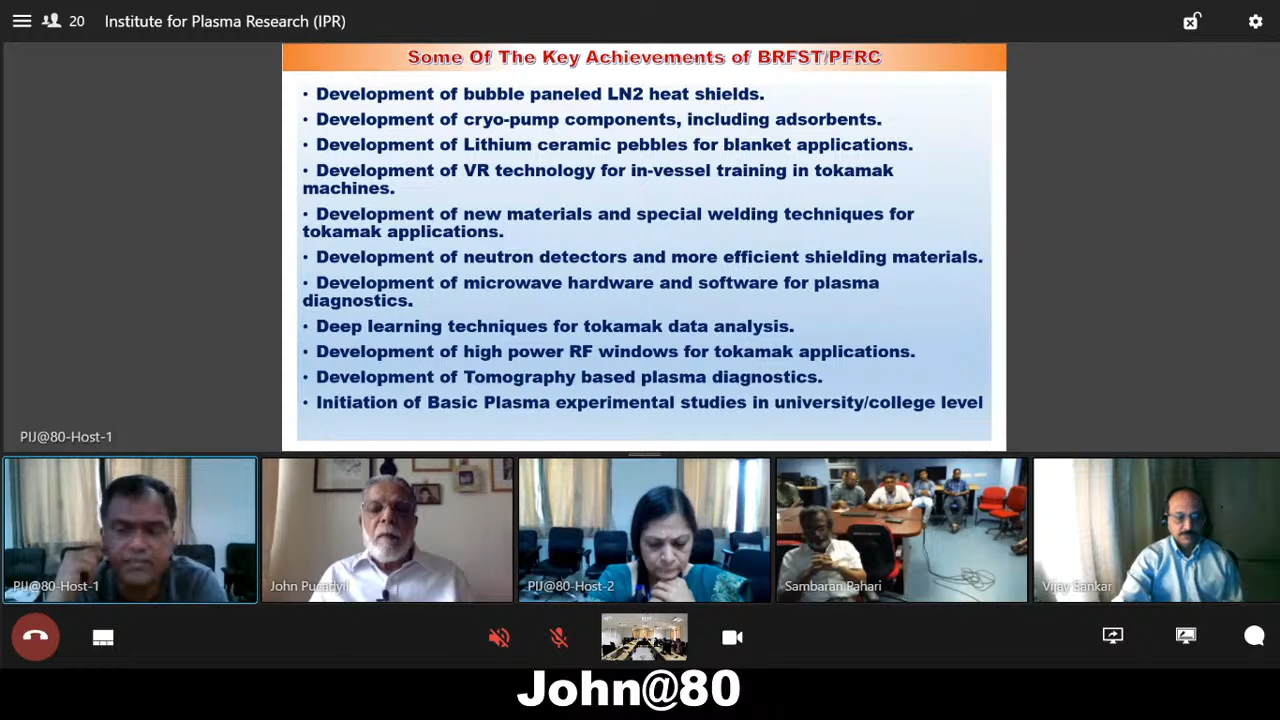 20 Institute for Plasma Research (IPR)
Some Of The Key Achievements of BRFST/PFRC
• Development of bubble paneled LN2 heat shields.
• Development of cryo-pump components, including adsorbents.
• Development of Lithium ceramic pebbles for blanket applications.
• Development of VR technology for in-vessel training in tokamak
machines.
• Development of new materials and special welding techniques for
tokamak applications.
• Development of neutron detectors and more efficient shielding materials.
• Development of microwave hardware and software for plasma
diagnostics.
• Deep learning techniques for tokamak data analysis.
• Development of high power RF windows for tokamak applications.
• Development of Tomography based plasma diagnostics.
• Initiation of Basic Plasma experimental studies in university/college level
PIJ@80-Host-1
PIJ@80-Host-1
John Pucadyil
PIJ@80-Host-2
Sambaran Pahari
Vijay Sankar
John@80